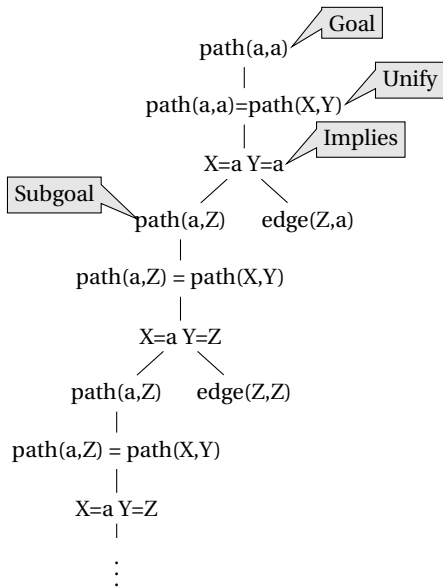 Goal
path(a,a)
Unify
path(a,a)=path(X,Y)
Implies
X=a Y=a
Subgoal
path(a,Z) edge(Z,a)
path(a,Z) = path(X,Y)
X=a Y=Z
path(a,Z) edge(Z,Z)
path(a,Z) = path(X,Y)
X=a Y=Z
⋮